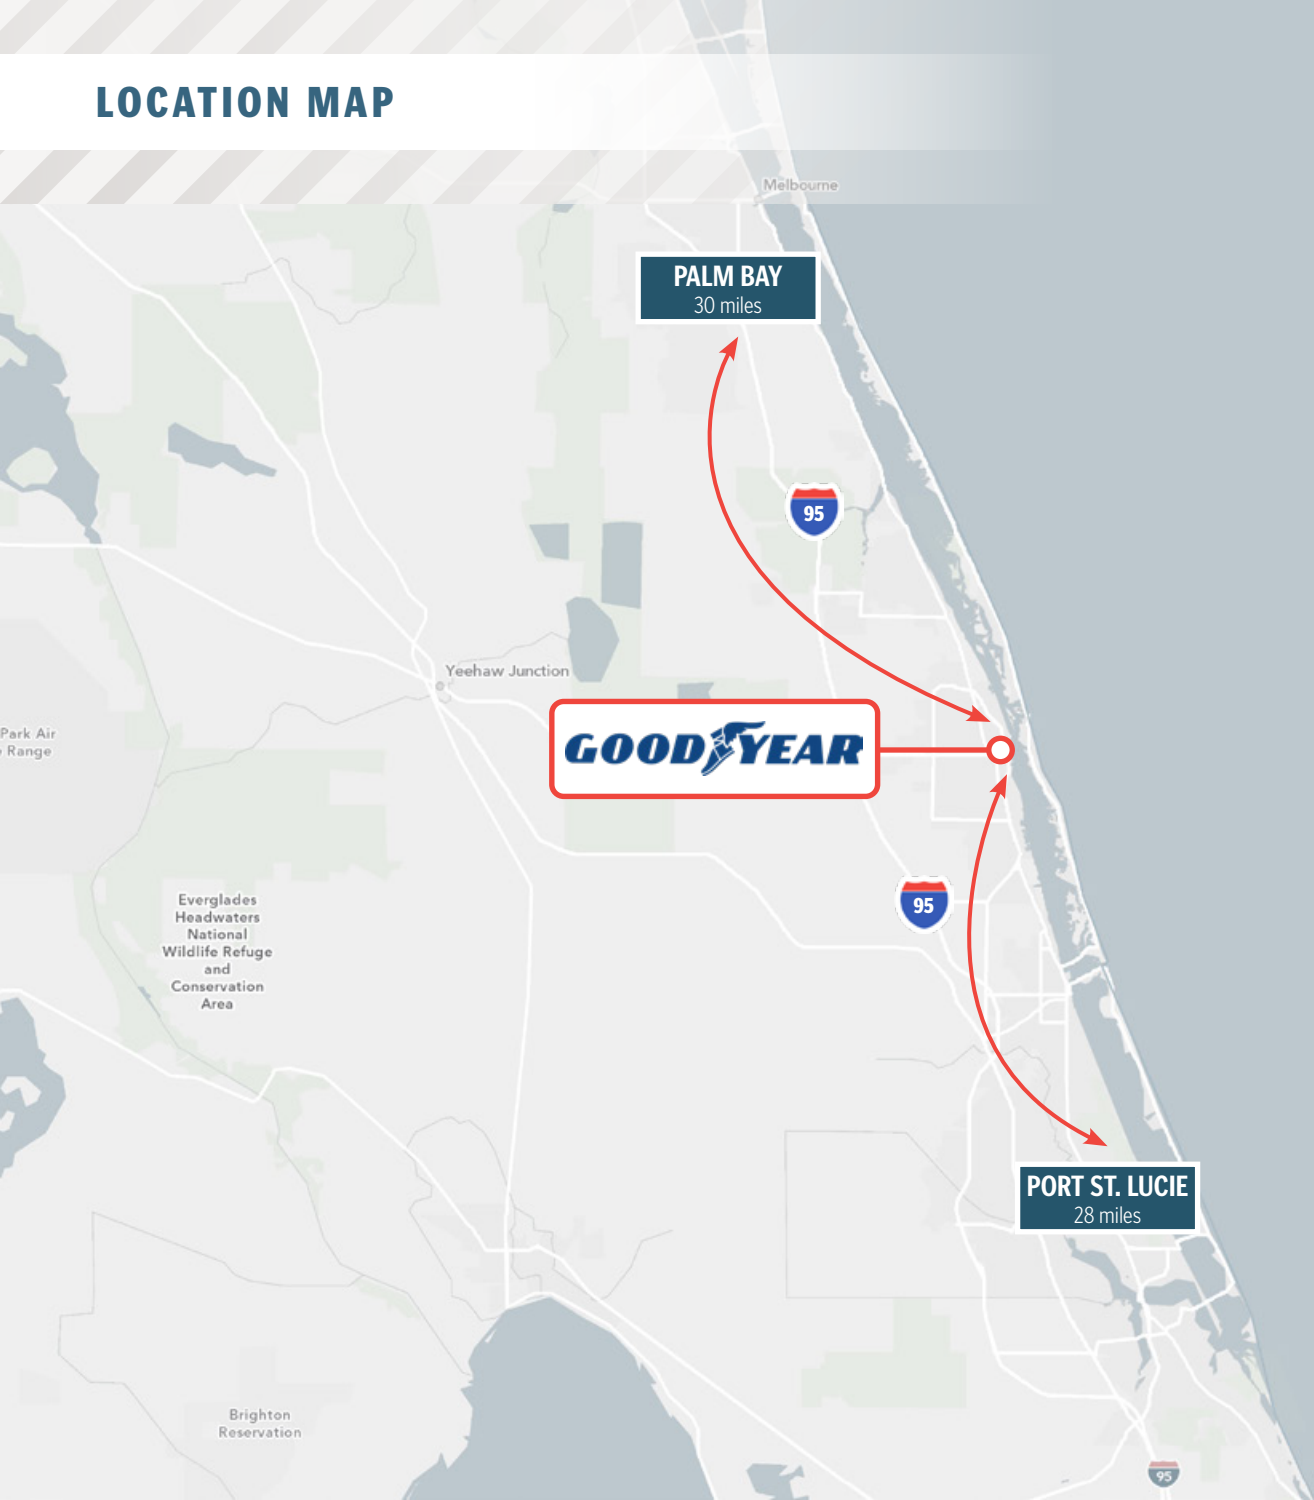 LOCATION MAP
Melbourne
PALM BAY
30 miles
95
Yeehaw Junction
GOODYEAR
Park Air
Range
95
Everglades
Headwaters
National
Wildlife Refuge
and
Conservation
Area
PORT ST. LUCIE
28 miles
Brighton
Reservation
95